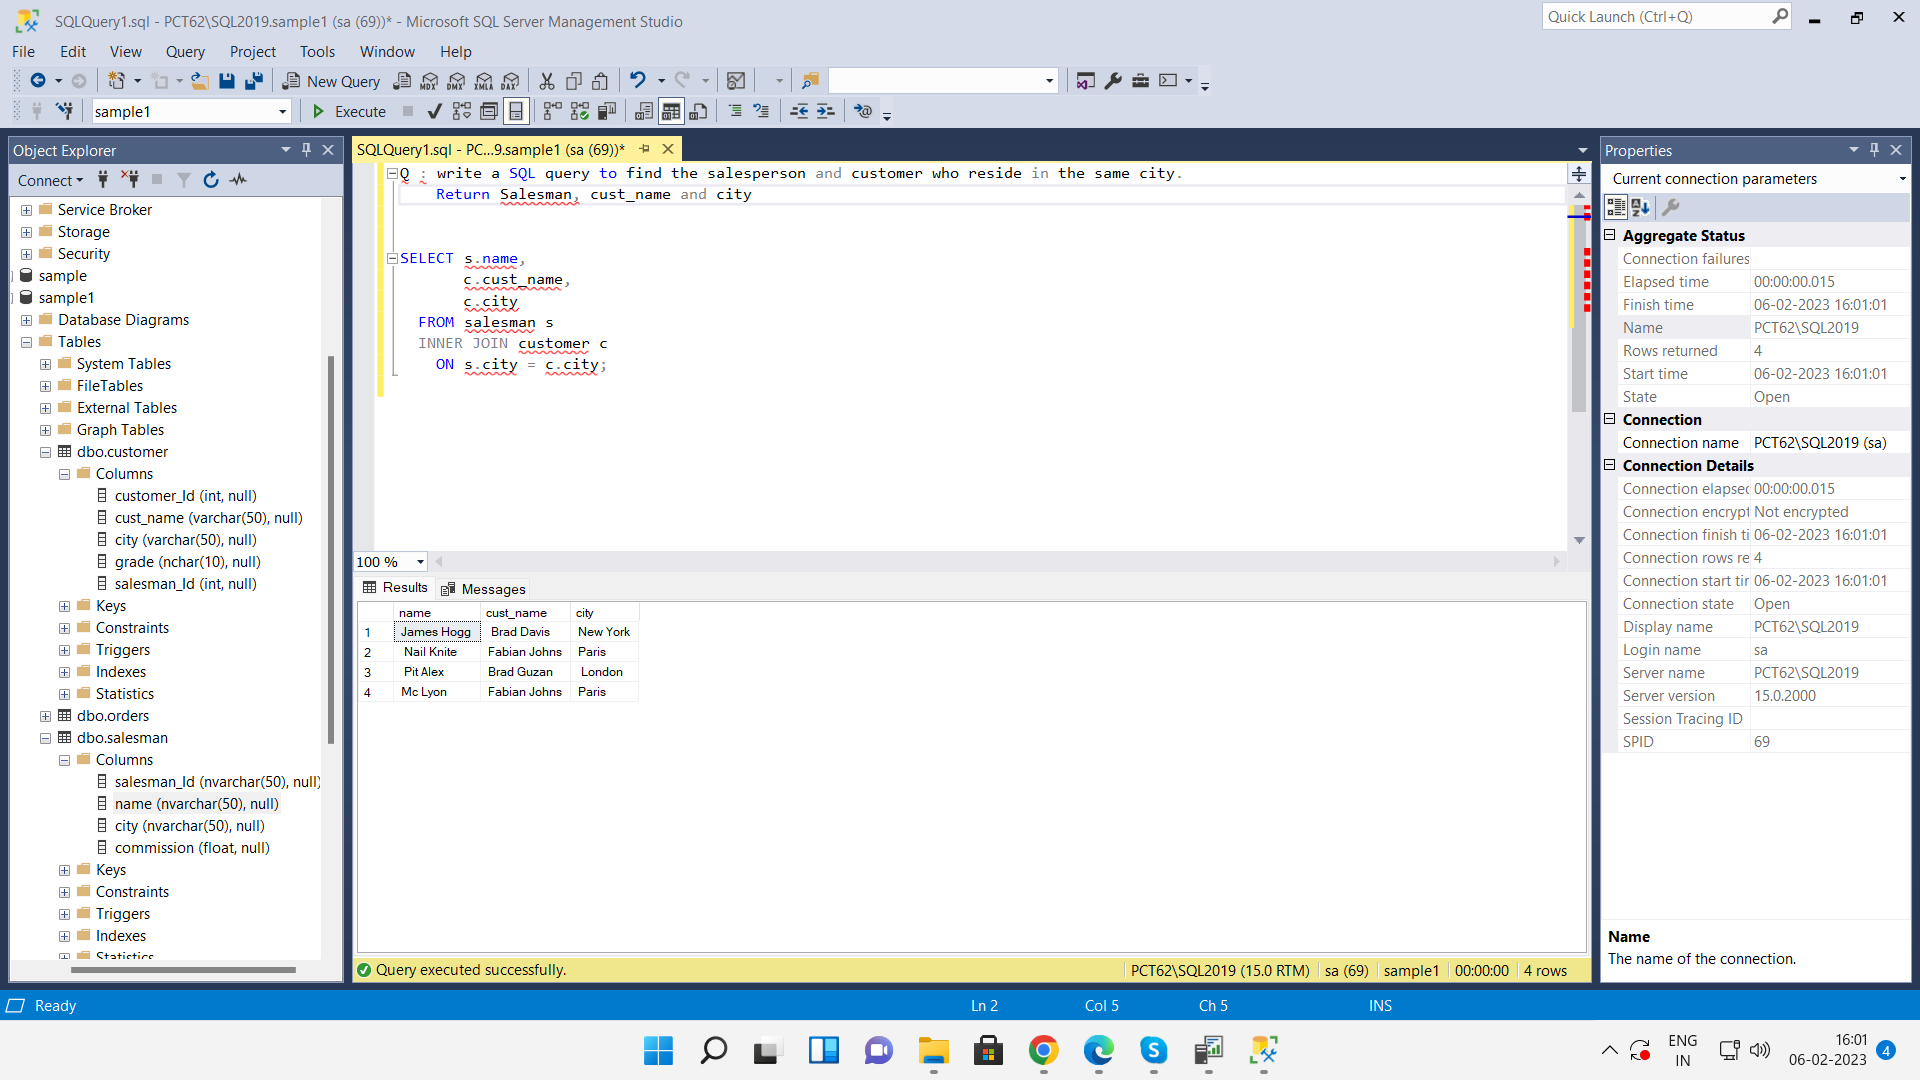 SQLQuery1.sql - PCT62\SQL2019.sample1 (sa (69))* - Microsoft SQL Server Management Studio
Quick Launch (Ctrl+Q)
File Edit View Query Project Tools Window Help
New Query MDX DMX XMLA DAX
sample1 Execute
Object Explorer
Connect
Service Broker
Storage
Security
sample
sample1
Database Diagrams
Tables
System Tables
FileTables
External Tables
Graph Tables
dbo.customer
Columns
customer_Id (int, null)
cust_name (varchar(50), null)
city (varchar(50), null)
grade (nchar(10), null)
salesman_Id (int, null)
Keys
Constraints
Triggers
Indexes
Statistics
dbo.orders
dbo.salesman
Columns
salesman_Id (nvarchar(50), null)
name (nvarchar(50), null)
city (nvarchar(50), null)
commission (float, null)
Keys
Constraints
Triggers
Indexes
Statistics
SQLQuery1.sql - PC...9.sample1 (sa (69))*
Q : write a SQL query to find the salesperson and customer who reside in the same city.
Return Salesman, cust_name and city
SELECT s.name,
c.cust_name,
c.city
FROM salesman s
INNER JOIN customer c
ON s.city = c.city;
100 %
Results Messages
name cust_name city
1 James Hogg Brad Davis New York
2 Nail Knite Fabian Johns Paris
3 Pit Alex Brad Guzan London
4 Mc Lyon Fabian Johns Paris
Query executed successfully.
PCT62\SQL2019 (15.0 RTM) sa (69) sample1 00:00:00 4 rows
Properties
Current connection parameters
Aggregate Status
Connection failures
Elapsed time 00:00:00.015
Finish time 06-02-2023 16:01:01
Name PCT62\SQL2019
Rows returned 4
Start time 06-02-2023 16:01:01
State Open
Connection
Connection name PCT62\SQL2019 (sa)
Connection Details
Connection elapsec 00:00:00.015
Connection encrypt Not encrypted
Connection finish ti 06-02-2023 16:01:01
Connection rows re 4
Connection start tir 06-02-2023 16:01:01
Connection state Open
Display name PCT62\SQL2019
Login name sa
Server name PCT62\SQL2019
Server version 15.0.2000
Session Tracing ID
SPID 69
Name
The name of the connection.
Ready Ln 2 Col 5 Ch 5 INS
ENG
IN
16:01
06-02-2023
4